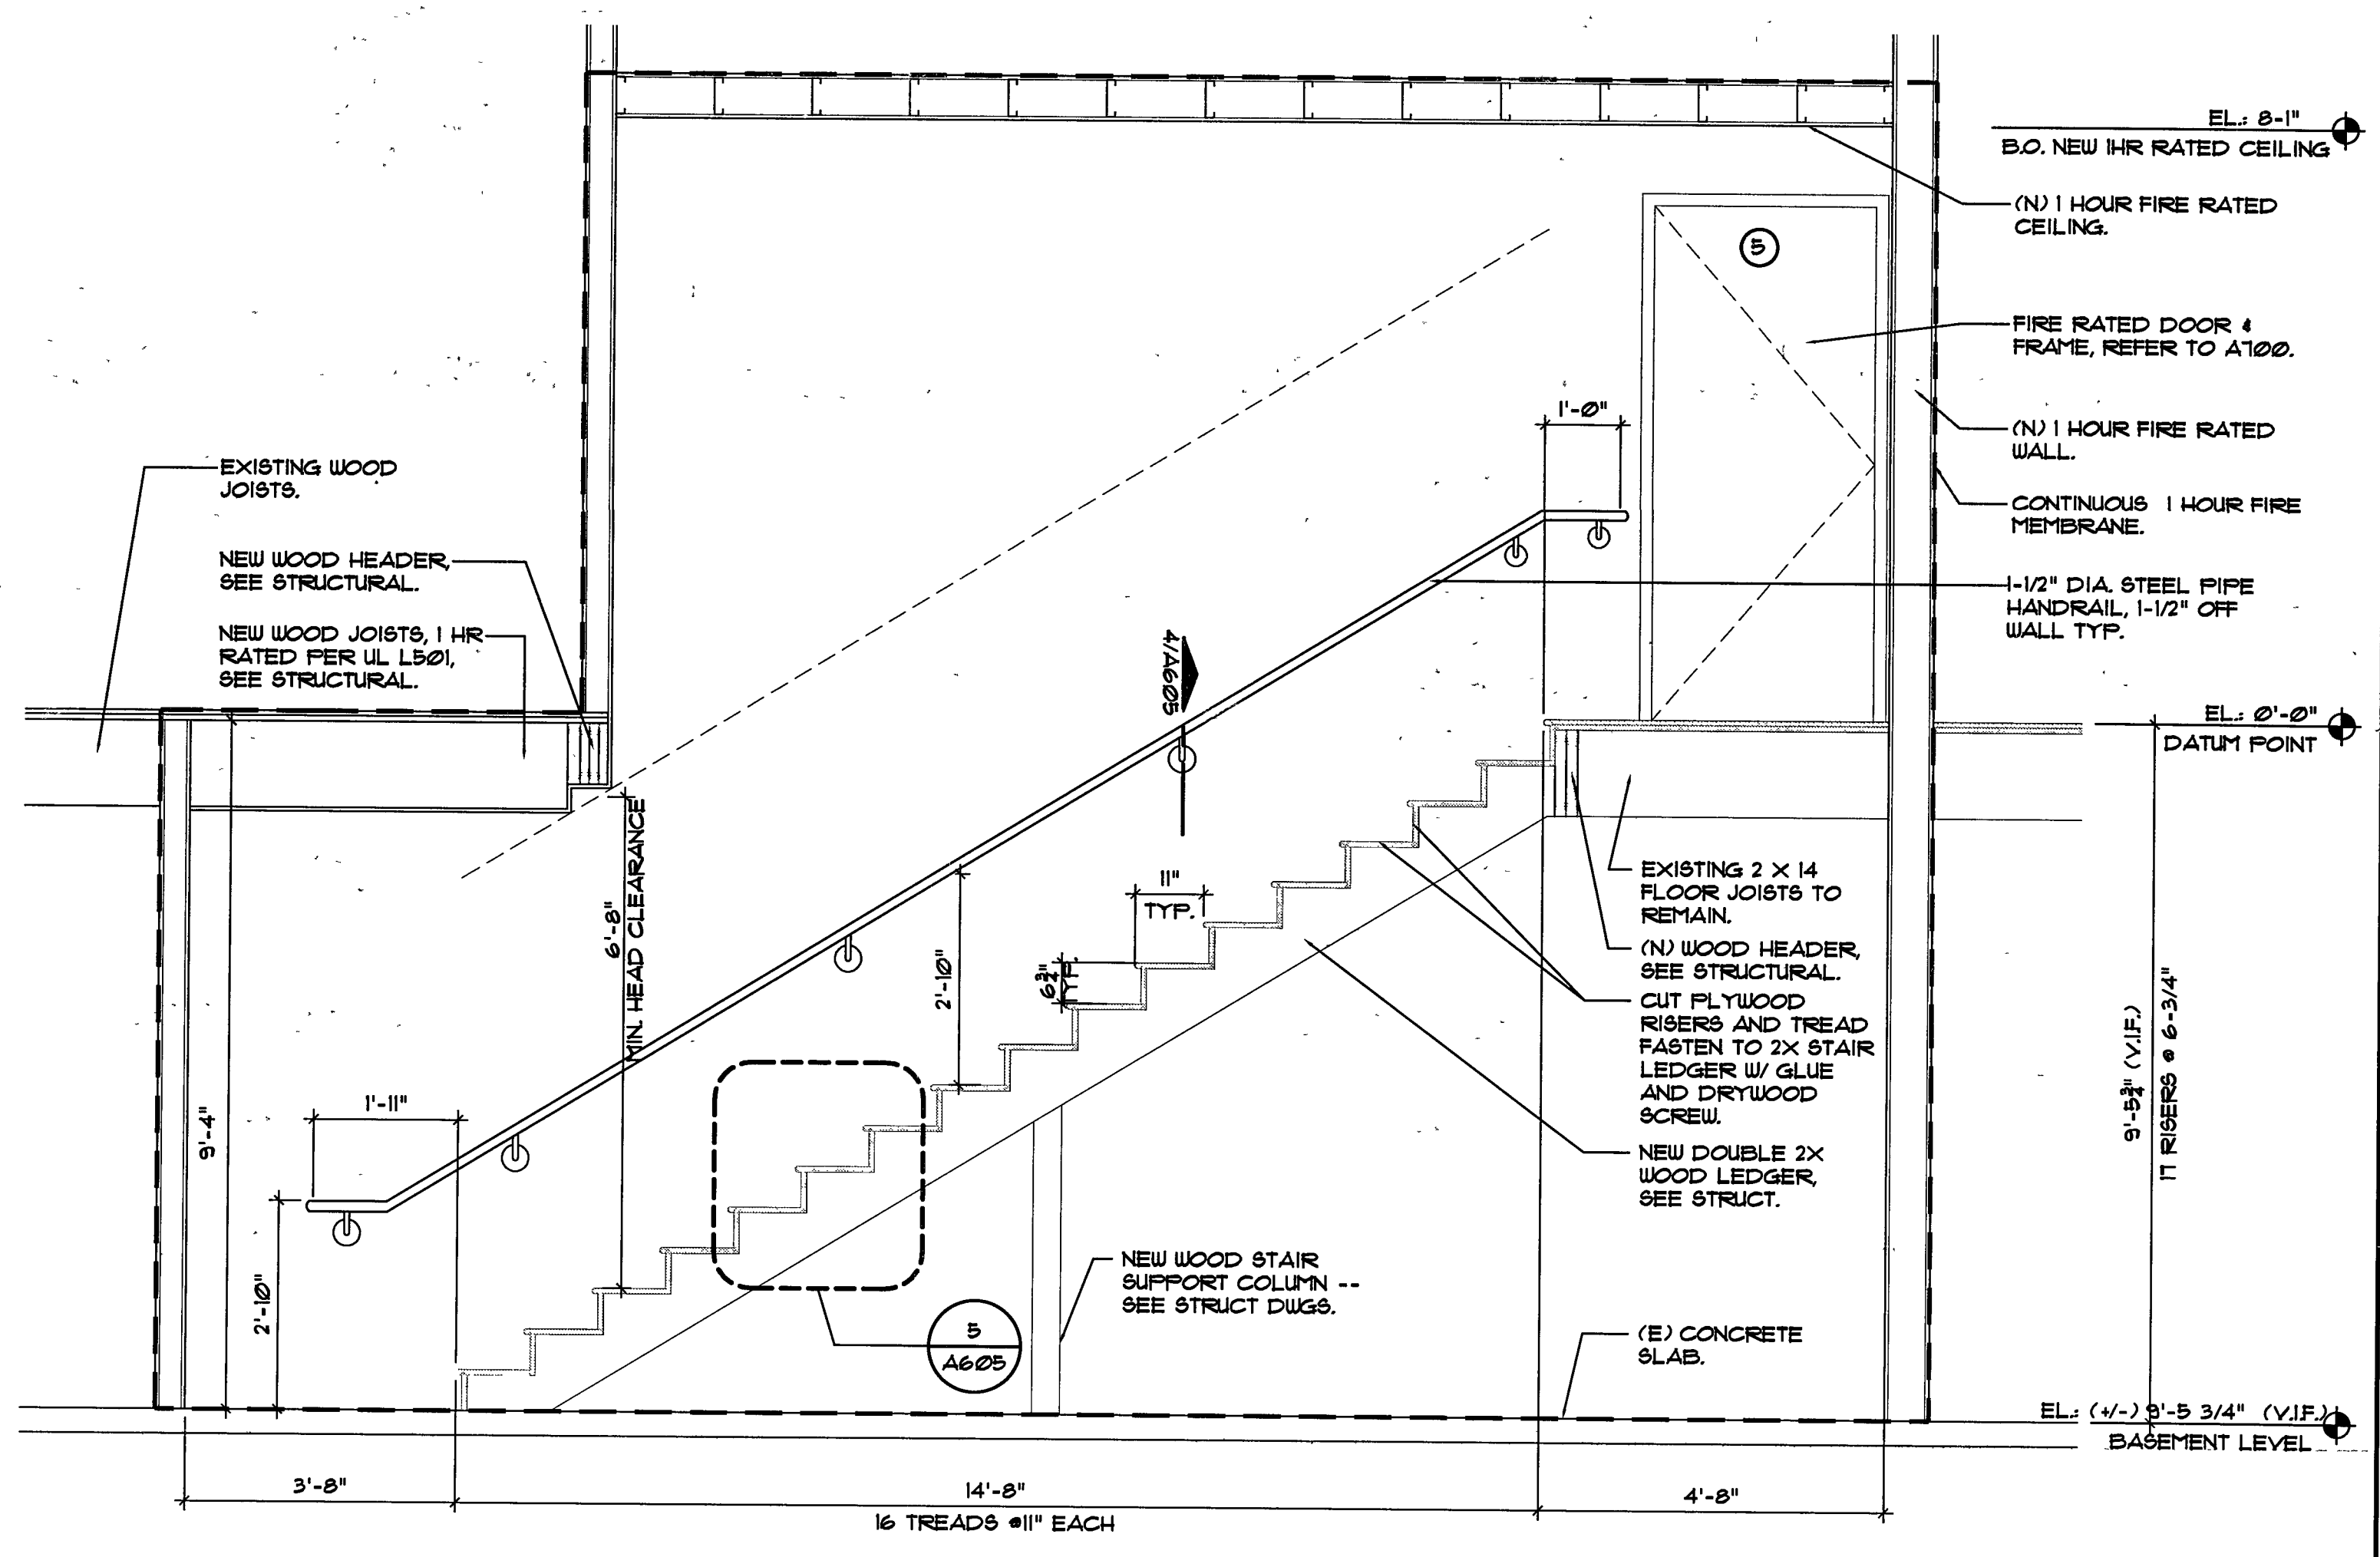 EL.: 8-1"
B.O. NEW 1HR RATED CEILING
(N) 1 HOUR FIRE RATED
CEILING.
5
FIRE RATED DOOR &
FRAME, REFER TO A700.
1'-0"
(N) 1 HOUR FIRE RATED
WALL.
EXISTING WOOD
JOISTS.
CONTINUOUS 1 HOUR FIRE
MEMBRANE.
NEW WOOD HEADER,
SEE STRUCTURAL.
1-1/2" DIA. STEEL PIPE
HANDRAIL, 1-1/2" OFF
WALL TYP.
NEW WOOD JOISTS, 1 HR
RATED PER UL L501,
SEE STRUCTURAL.
4/A605
EL.: 0'-0"
DATUM POINT
6'-8"
MIN. HEAD CLEARANCE
2'-10"
11"
TYP.
6 3/4"
TYP.
EXISTING 2 X 14
FLOOR JOISTS TO
REMAIN.
(N) WOOD HEADER,
SEE STRUCTURAL.
CUT PLYWOOD
RISERS AND TREAD
FASTEN TO 2X STAIR
LEDGER W/ GLUE
AND DRYWOOD
SCREW.
9'-5 3/4" (V.I.F.)
17 RISERS @ 6-3/4"
1'-11"
9'-4"
NEW DOUBLE 2X
WOOD LEDGER,
SEE STRUCT.
2'-10"
NEW WOOD STAIR
SUPPORT COLUMN --
SEE STRUCT DWGS.
5
A605
(E) CONCRETE
SLAB.
EL.: (+/-) 9'-5 3/4" (V.I.F.)
BASEMENT LEVEL
3'-8"
14'-8"
4'-8"
16 TREADS @11" EACH